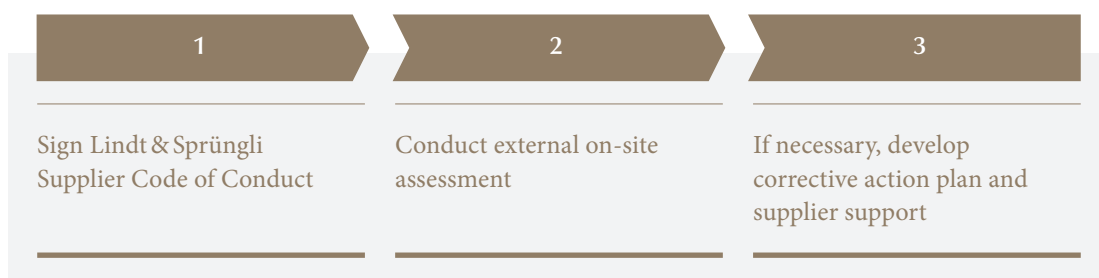 1
2
3
Sign Lindt & Sprüngli
Supplier Code of Conduct
Conduct external on-site
assessment
If necessary, develop
corrective action plan and
supplier support